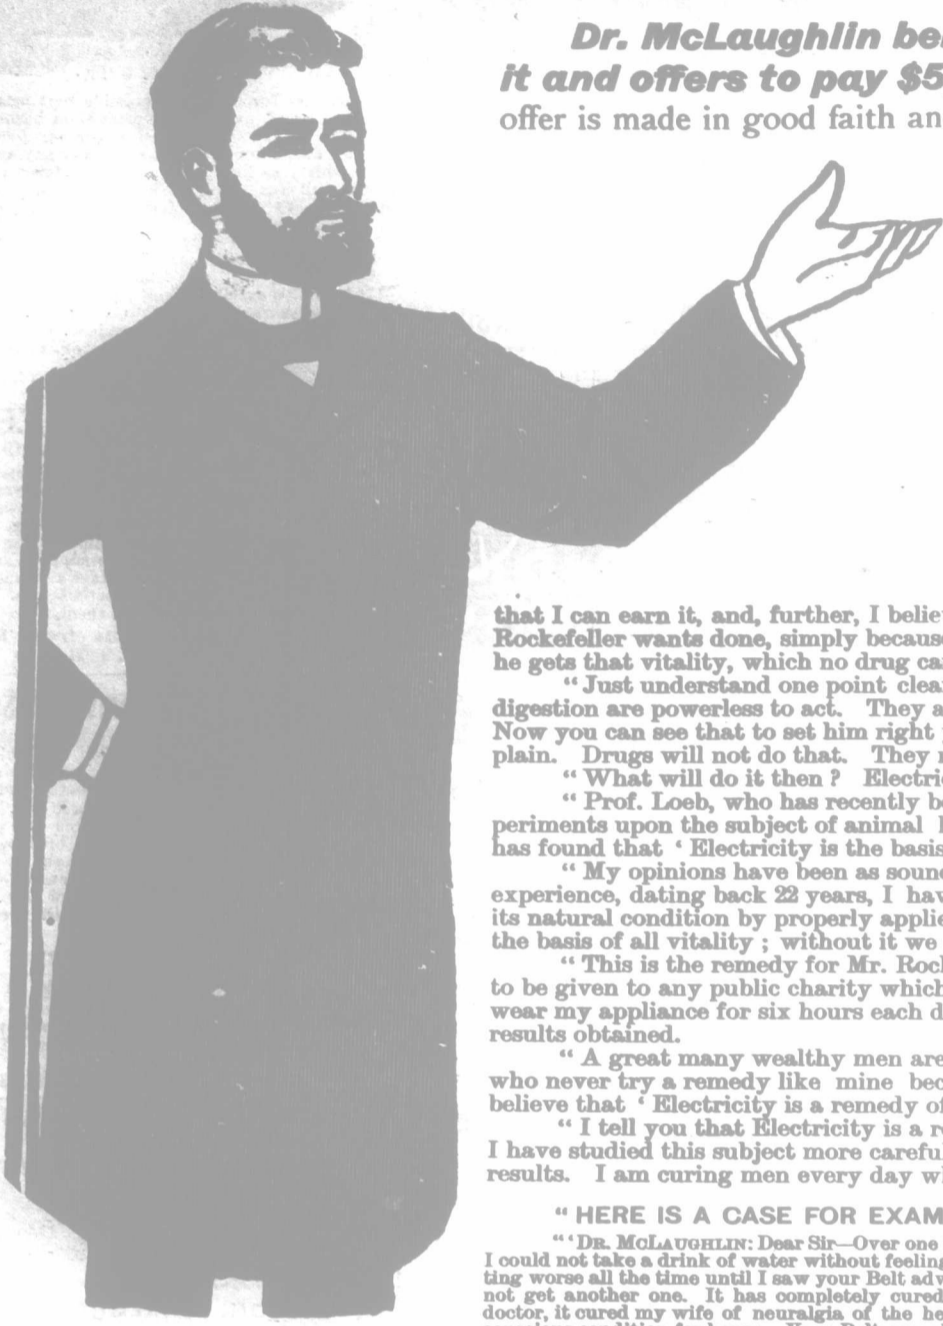 Dr. McLaughlin be
it and offers to pay $5
offer is made in good faith an
that I can earn it, and, further, I belie
Rockefeller wants done, simply because
he gets that vitality, which no drug ca
"Just understand one point clea
digestion are powerless to act. They a
Now you can see that to set him right
plain. Drugs will not do that. They
" What will do it then ? Electri
" Prof. Loeb, who has recently b
periments upon the subject of animal
has found that ' Electricity is the basis
" My opinions have been as soun
experience, dating back 22 years, I hav
its natural condition by properly applie
the basis of all vitality ; without it we
" This is the remedy for Mr. Rock
to be given to any public charity which
wear my appliance for six hours each d
results obtained.
" A great many wealthy men are
who never try a remedy like mine bec
believe that ' Electricity is a remedy of
" I tell you that Electricity is a r
I have studied this subject more careful
results. I am curing men every day w
" HERE IS A CASE FOR EXAM
"' DR. MCLAUGHLIN: Dear Sir—Over one
I could not take a drink of water without feeling
ting worse all the time until I saw your Belt adv
not get another one. It has completely cured
doctor, it cured my wife of neuralgia of the he